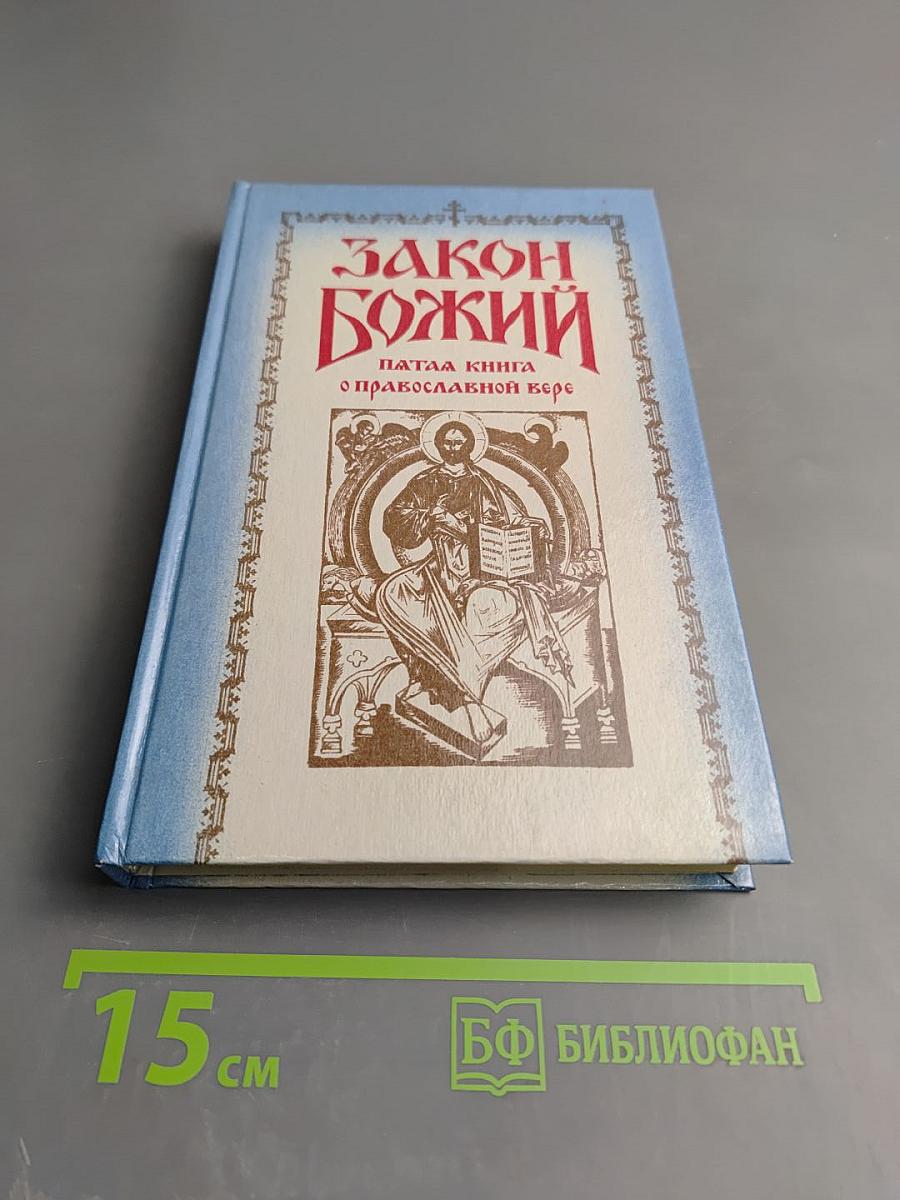 ЗАКОН
БОЖИЙ
ПЯТАЯ КНИГА
О ПРАВОСЛАВНОЙ ВЕРЕ
15 см
БФ БИБЛИОФАН